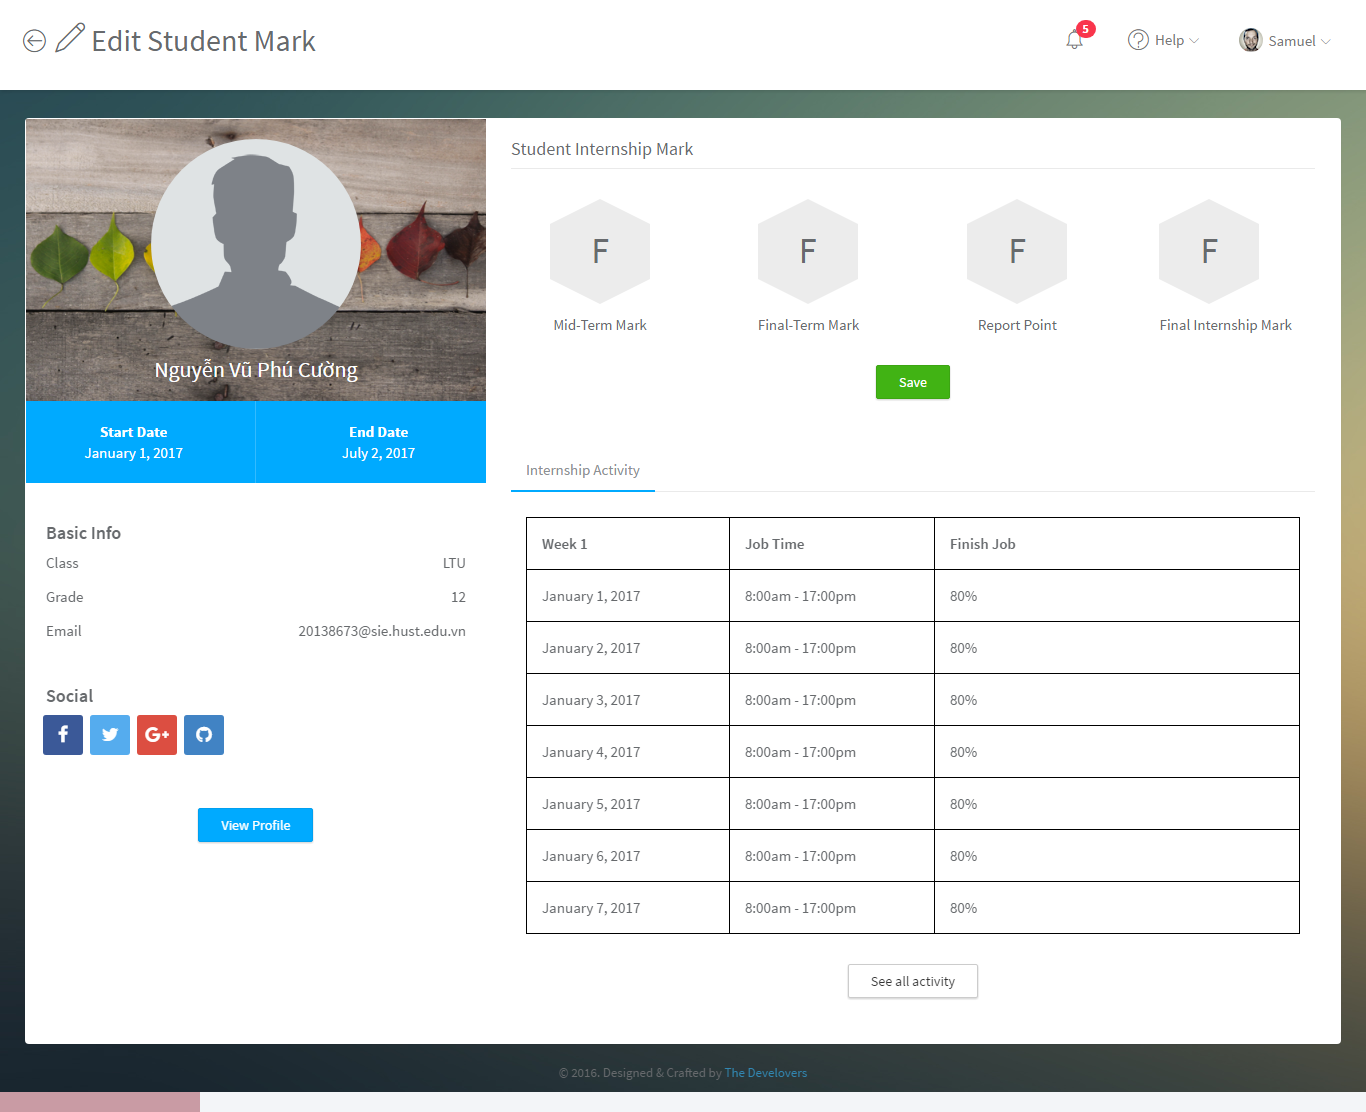 Edit Student Mark
5
Help
Samuel
Nguyễn Vũ Phú Cường
Start Date
January 1, 2017
End Date
July 2, 2017
Basic Info
Class LTU
Grade 12
Email 20138673@sie.hust.edu.vn
Social
View Profile
Student Internship Mark
F F F F
Mid-Term Mark Final-Term Mark Report Point Final Internship Mark
Save
Internship Activity
Week 1 Job Time Finish Job
January 1, 2017 8:00am - 17:00pm 80%
January 2, 2017 8:00am - 17:00pm 80%
January 3, 2017 8:00am - 17:00pm 80%
January 4, 2017 8:00am - 17:00pm 80%
January 5, 2017 8:00am - 17:00pm 80%
January 6, 2017 8:00am - 17:00pm 80%
January 7, 2017 8:00am - 17:00pm 80%
See all activity
© 2016. Designed & Crafted by The Develovers